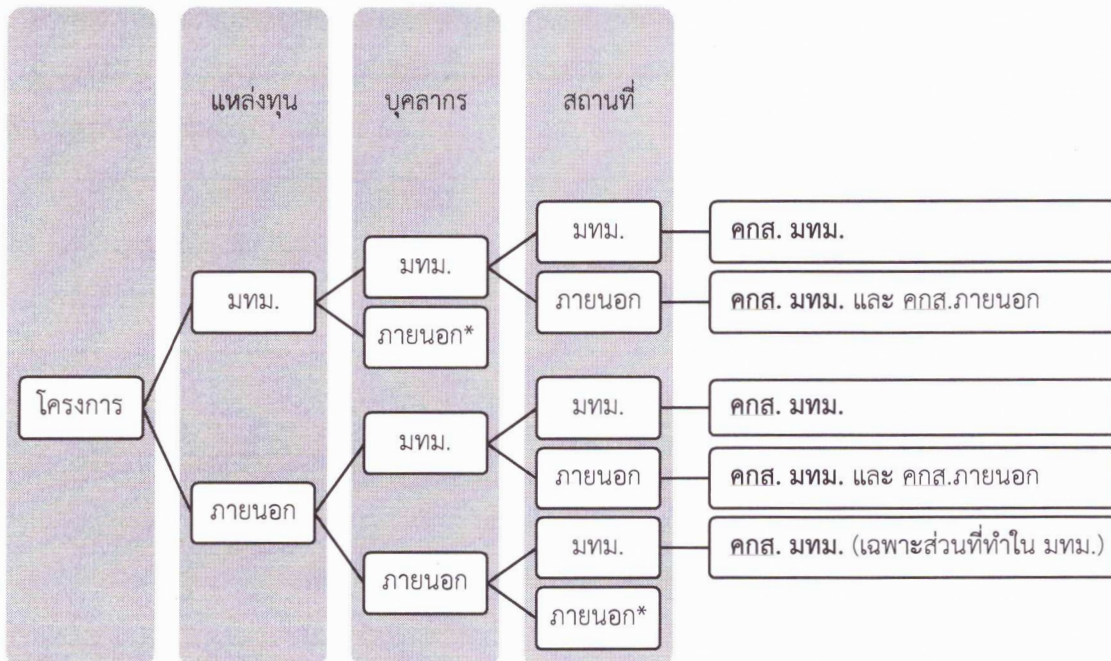 แหล่งทุน
บุคลากร
สถานที่
มทม.
คกส. มทม.
มทม.
ภายนอก
คกส. มทม. และ คกส.ภายนอก
มทม.
ภายนอก*
โครงการ
มทม.
คกส. มทม.
มทม.
ภายนอก
คกส. มทม. และ คกส.ภายนอก
ภายนอก
มทม.
คกส. มทม. (เฉพาะส่วนที่ทำใน มทม.)
ภายนอก
ภายนอก*